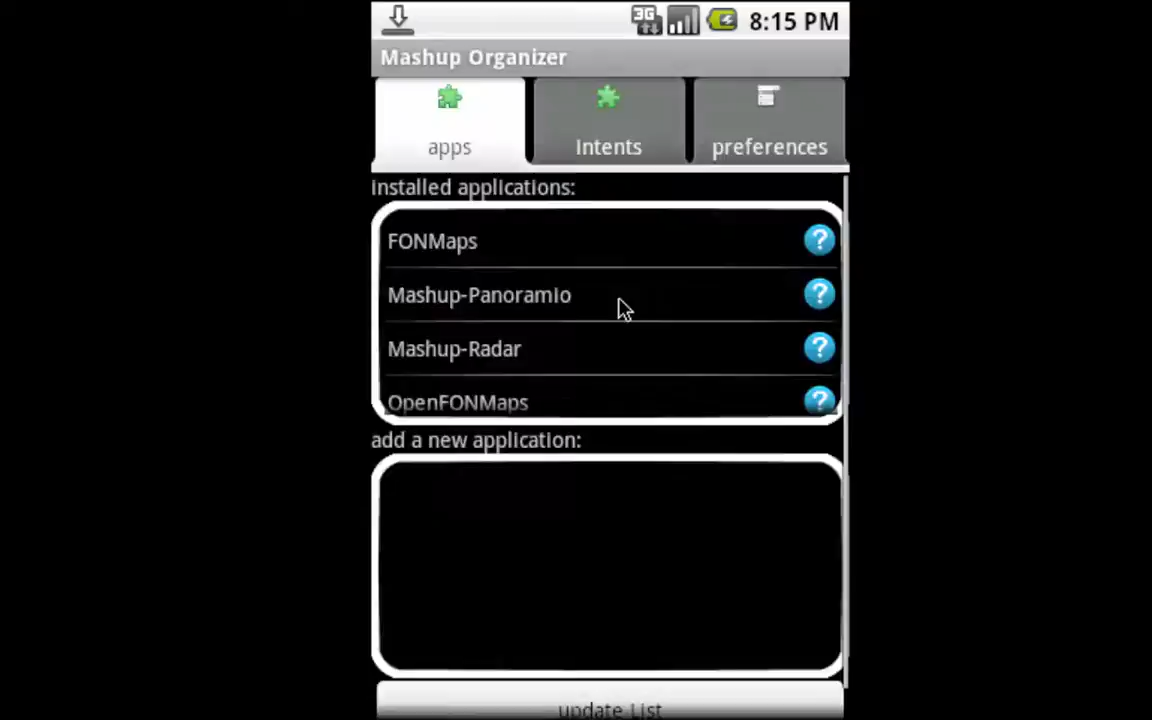 3G 8:15 PM
Mashup Organizer
apps
Intents
preferences
installed applications:
FONMaps ?
Mashup-Panoramio ?
Mashup-Radar ?
OpenFONMaps ?
add a new application:
update List